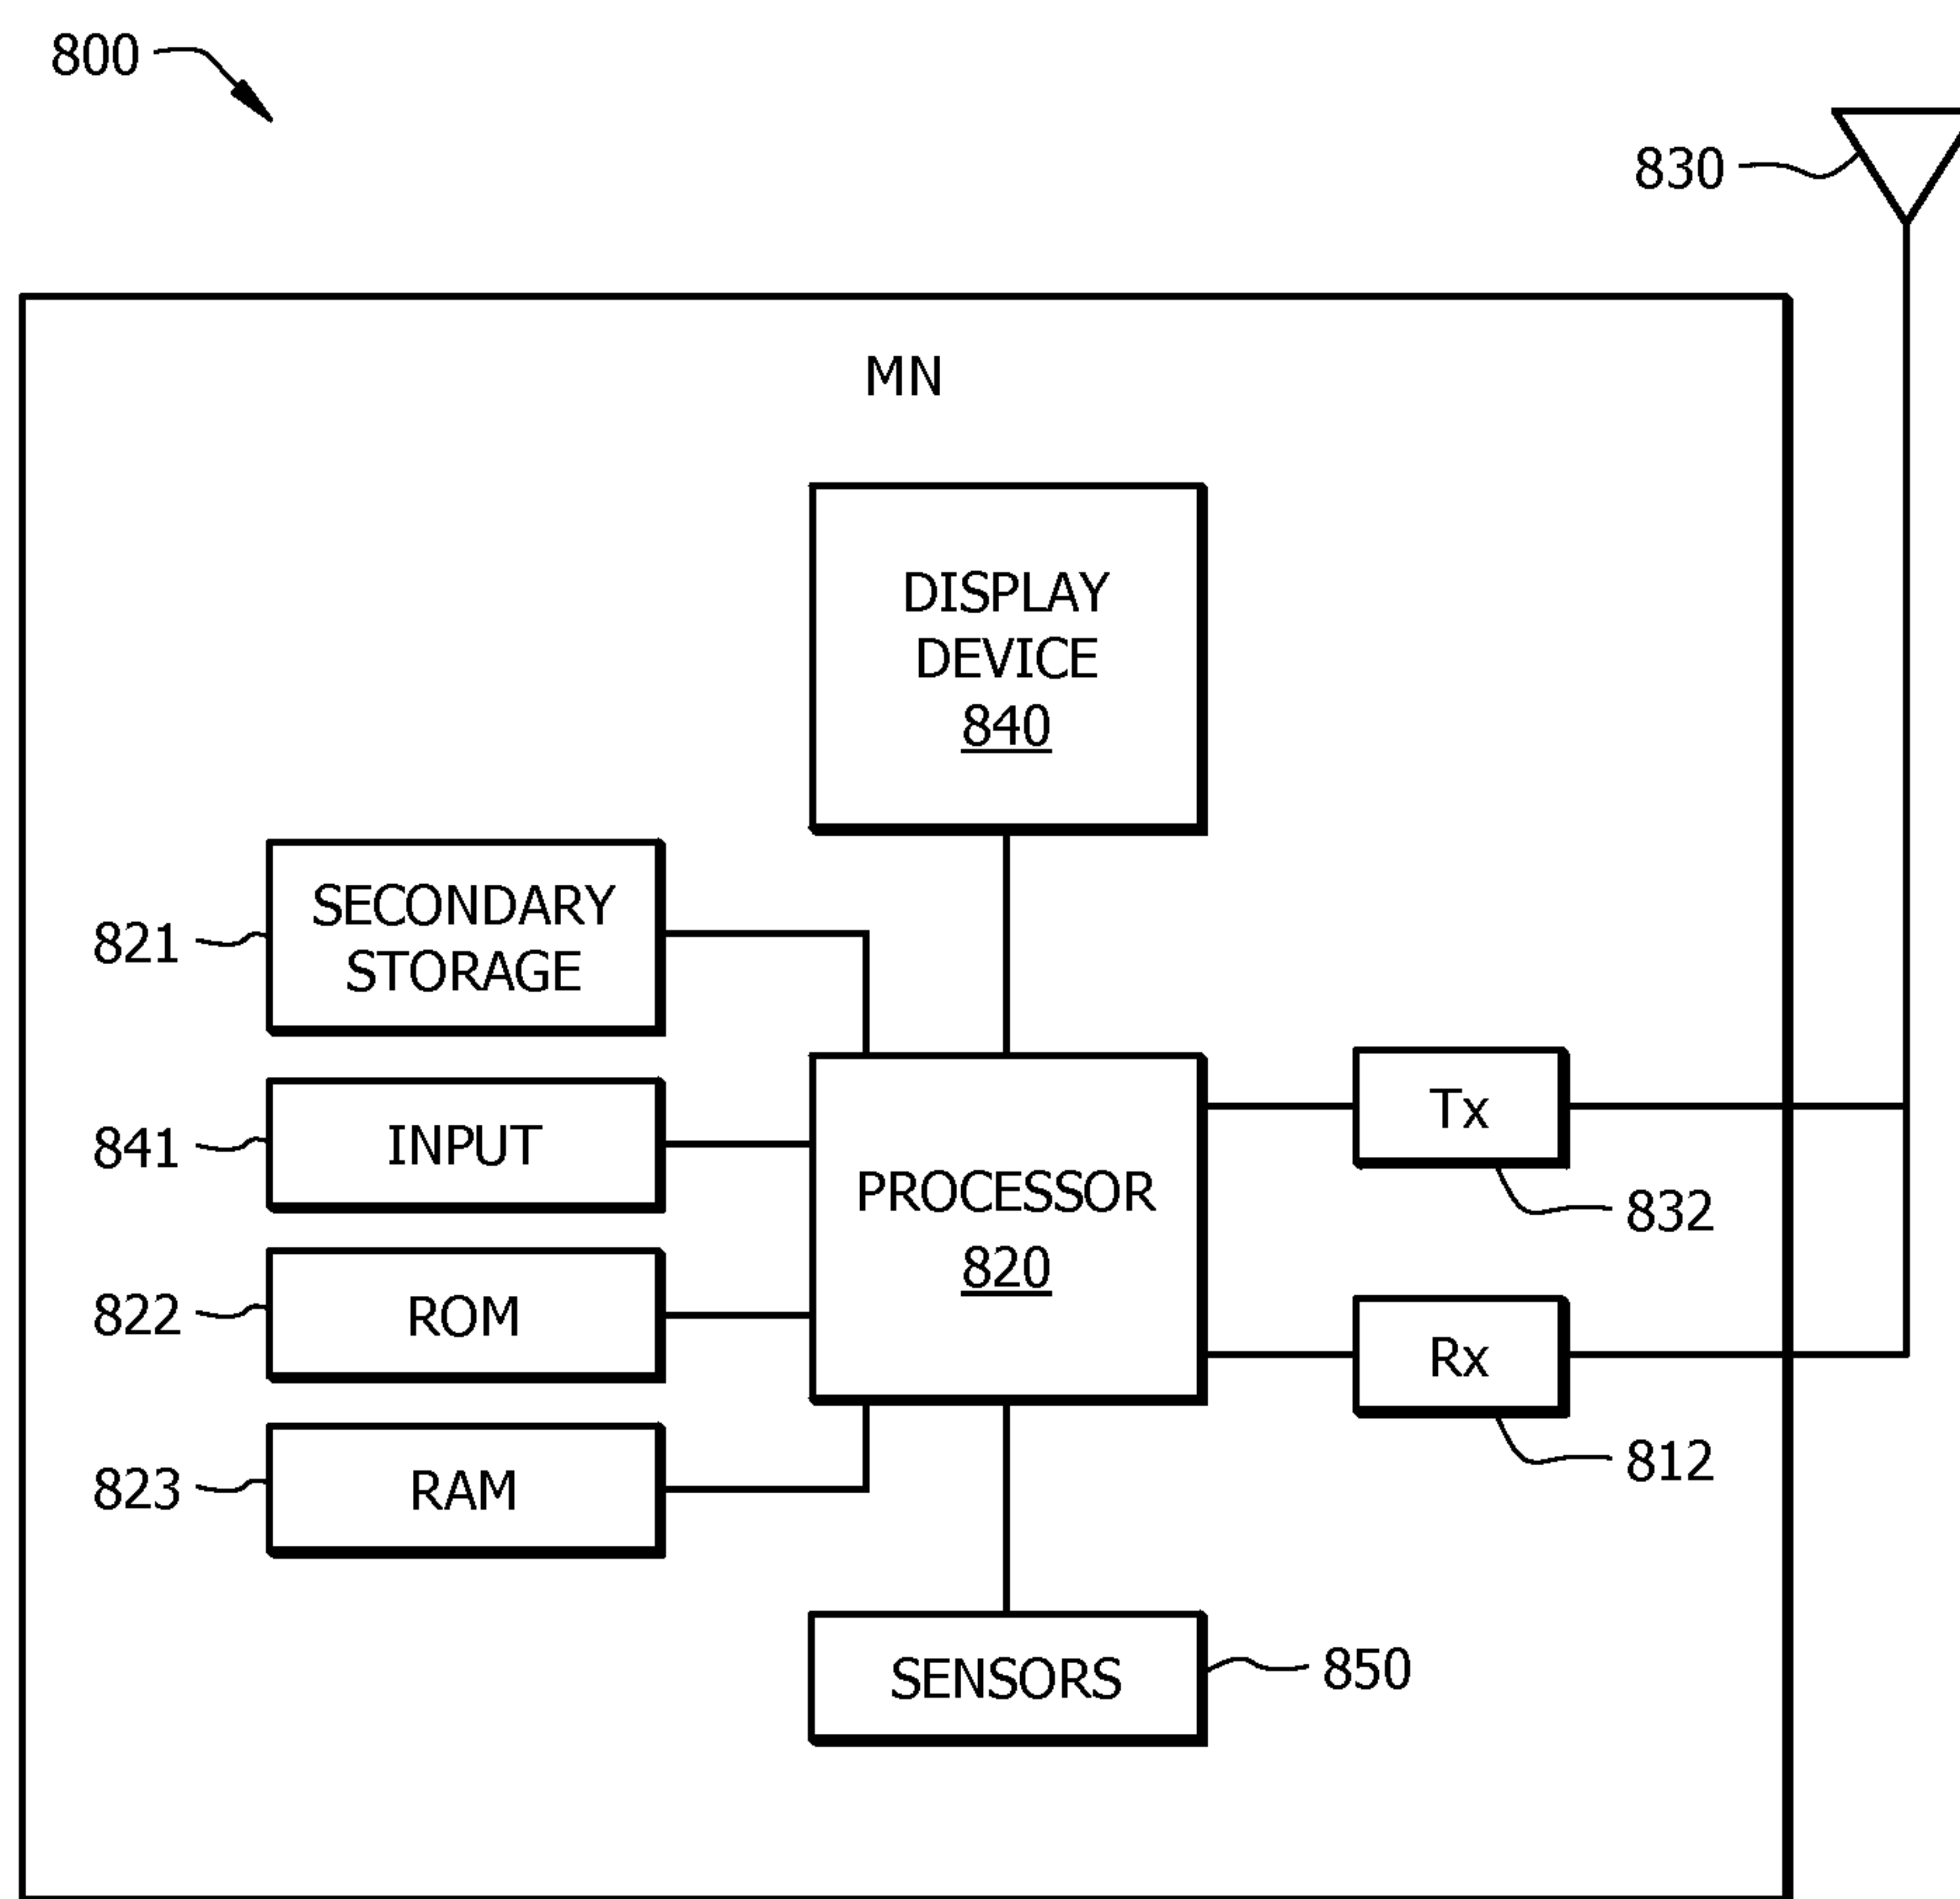 800
830
MN
DISPLAY
DEVICE
840
SECONDARY
STORAGE
821
INPUT
841
PROCESSOR
820
Tx
832
ROM
822
Rx
812
RAM
823
SENSORS
850